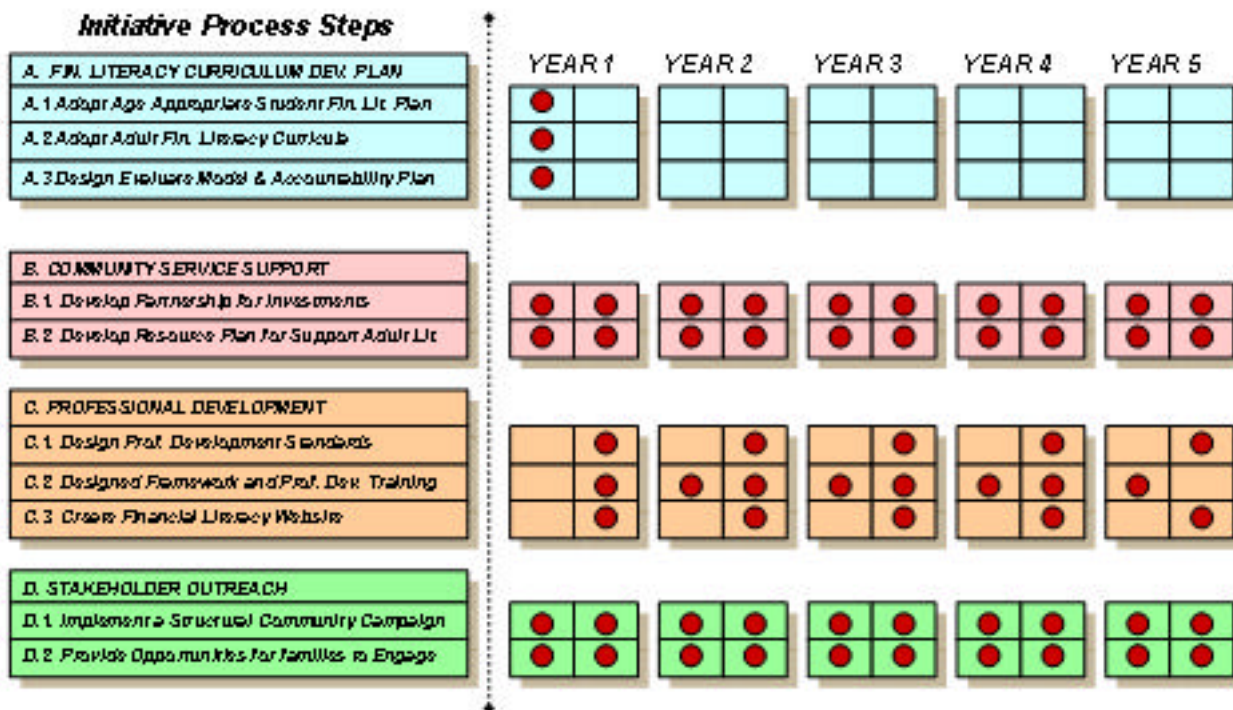 Initiative Process Steps
YEAR 1 YEAR 2 YEAR 3 YEAR 4 YEAR 5
A. FIN. LITERACY CURRICULUM DEV. PLAN
A.1 Adapt Age Appropriate Student Fin. Lit. Plan
A.2 Adapt Adult Fin. Literacy Curricula
A.3 Design Evaluate Model & Accountability Plan
B. COMMUNITY SERVICE SUPPORT
B.1 Develop Partnership for Investments
B.2 Develop Resource Plan for Support Adult Lit
C. PROFESSIONAL DEVELOPMENT
C.1 Design Prof. Development Standards
C.2 Designed Framework and Prof. Dev. Training
C.3 Create Financial Literacy Website
D. STAKEHOLDER OUTREACH
D.1 Implement a Structural Community Campaign
D.2 Provide Opportunities for families to Engage